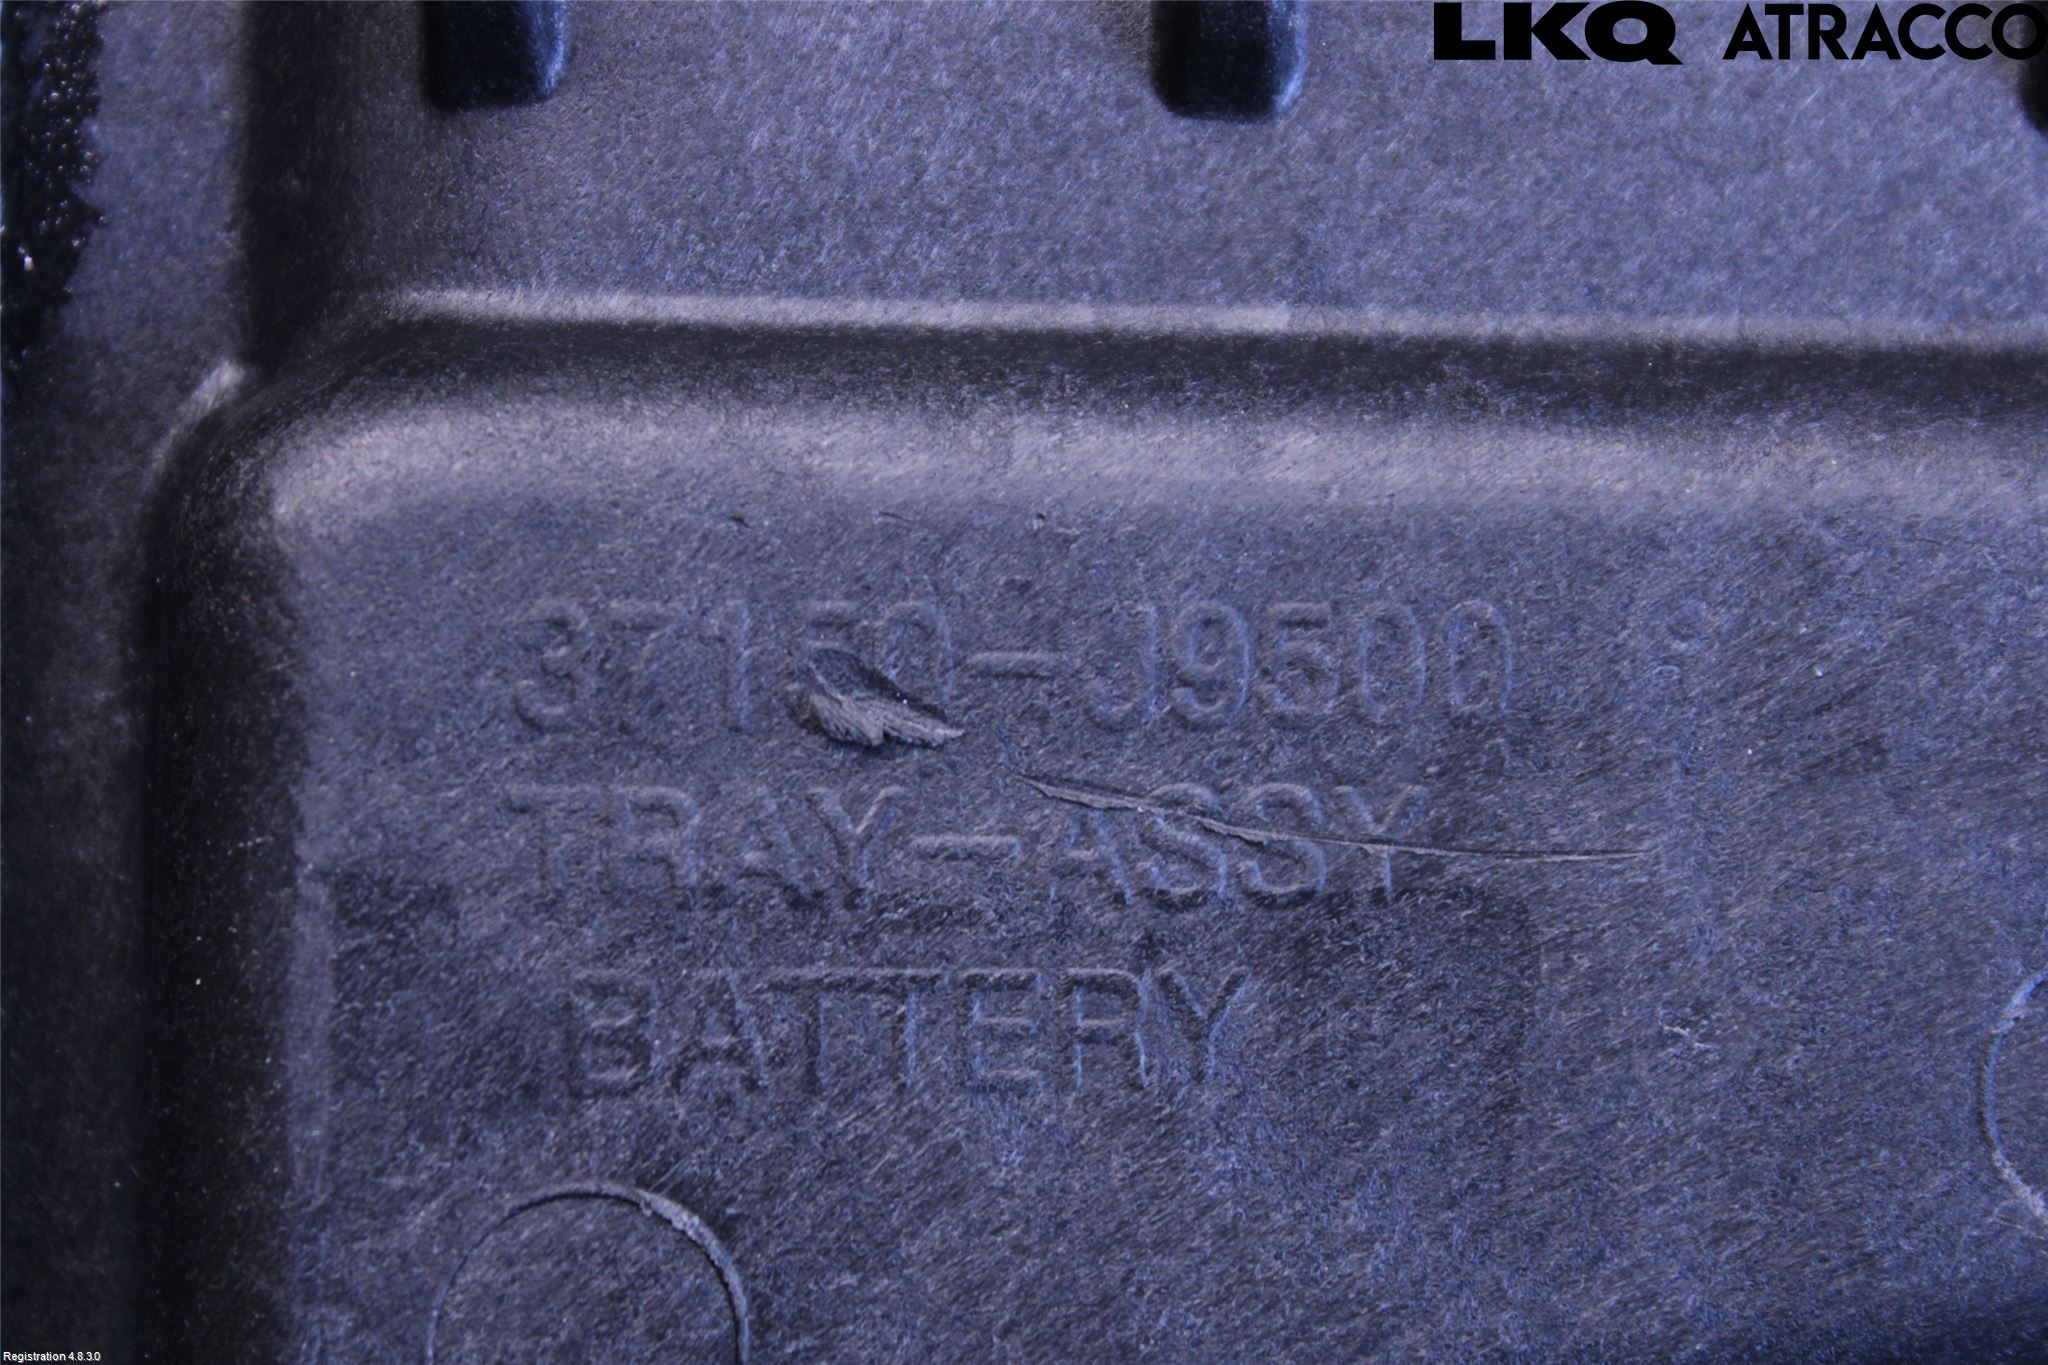 LKQ ATRACCO
37150-J9500
TRAY-ASSY
BATTERY
Registration 4.8.3.0